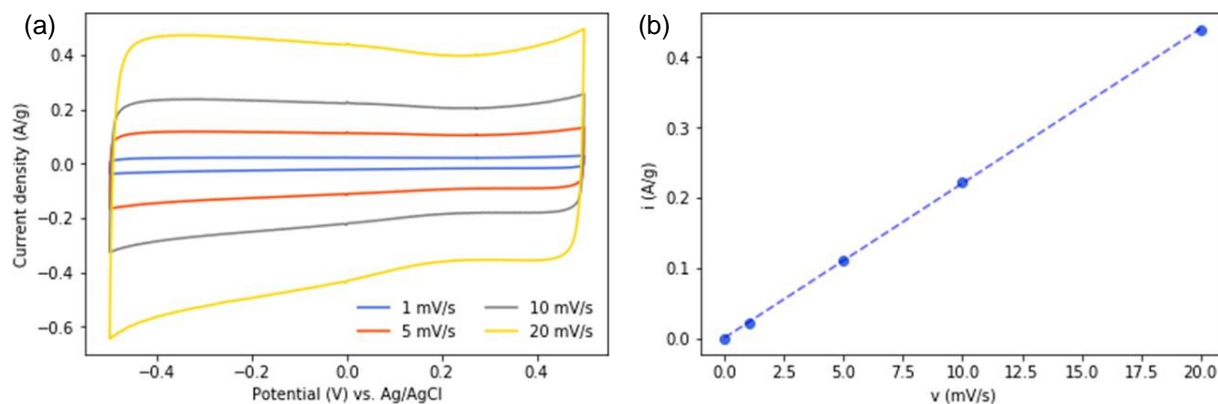 (a)
Current density (A/g)
0.4
0.2
0.0
−0.2
−0.4
−0.6
1 mV/s
5 mV/s
10 mV/s
20 mV/s
−0.4
−0.2
0.0
0.2
0.4
Potential (V) vs. Ag/AgCl
(b)
i (A/g)
0.4
0.3
0.2
0.1
0.0
0.0
2.5
5.0
7.5
10.0
12.5
15.0
17.5
20.0
v (mV/s)